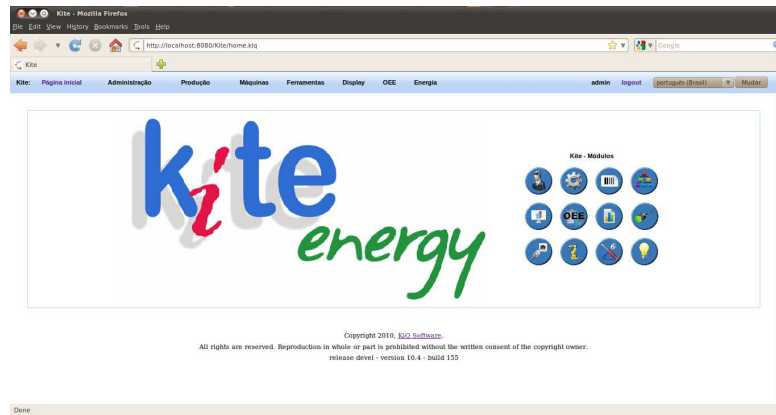 Kite - Mozilla Firefox
File Edit View History Bookmarks Tools Help
http://localhost:8080/Kite/home.kiq
Google
Kite
Kite: Página inicial Administração Produção Máquinas Ferramentas Display OEE Energia admin logout português (Brasil) Mudar
kite
energy
Kite - Módulos
OEE
Copyright 2010, KiQ Software.
All rights are reserved. Reproduction in whole or part is prohibited without the written consent of the copyright owner.
release devel - version 10.4 - build 155
Done